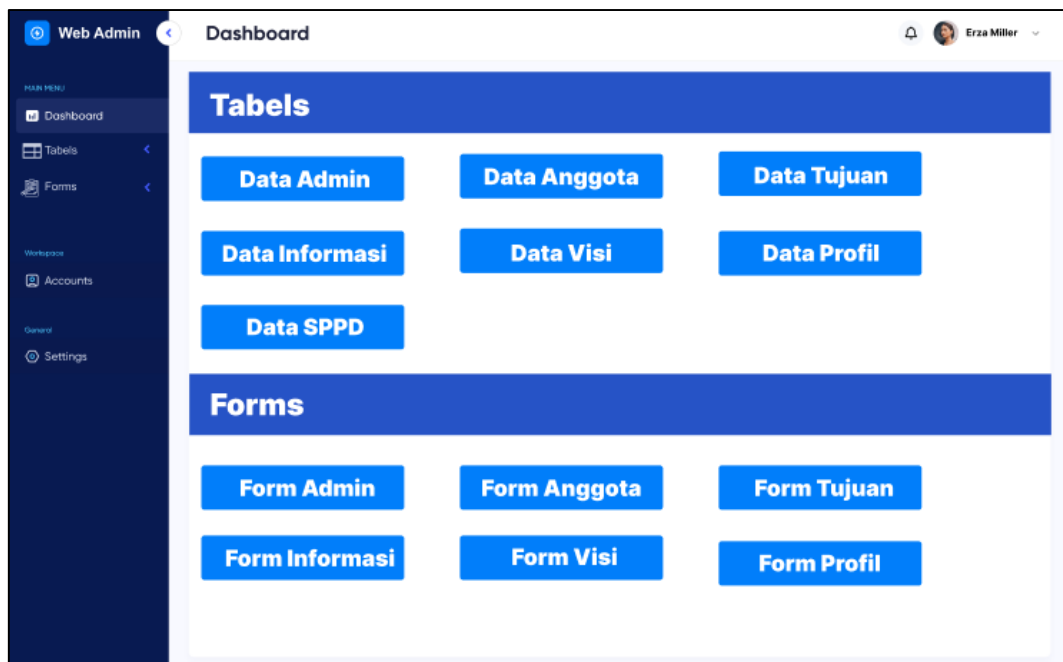 Web Admin
Dashboard
Erza Miller
MAIN MENU
Dashboard
Tabels
Forms
Workspace
Accounts
General
Settings
Tabels
Data Admin
Data Anggota
Data Tujuan
Data Informasi
Data Visi
Data Profil
Data SPPD
Forms
Form Admin
Form Anggota
Form Tujuan
Form Informasi
Form Visi
Form Profil